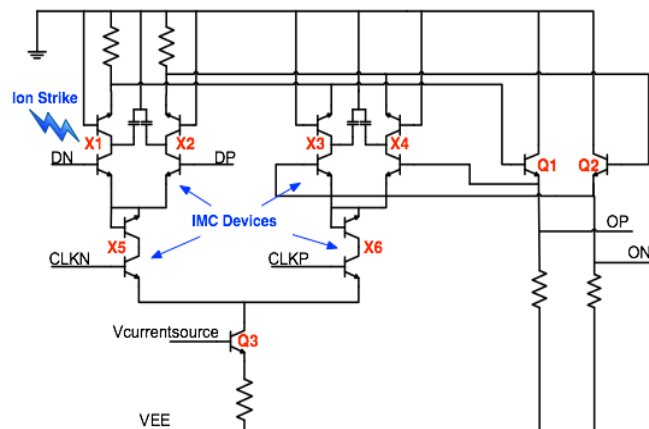 Ion Strike
X1
X2
X3
X4
Q1
Q2
DN
DP
IMC Devices
X5
X6
OP
CLKN
CLKP
ON
Vcurrentsource
Q3
VEE